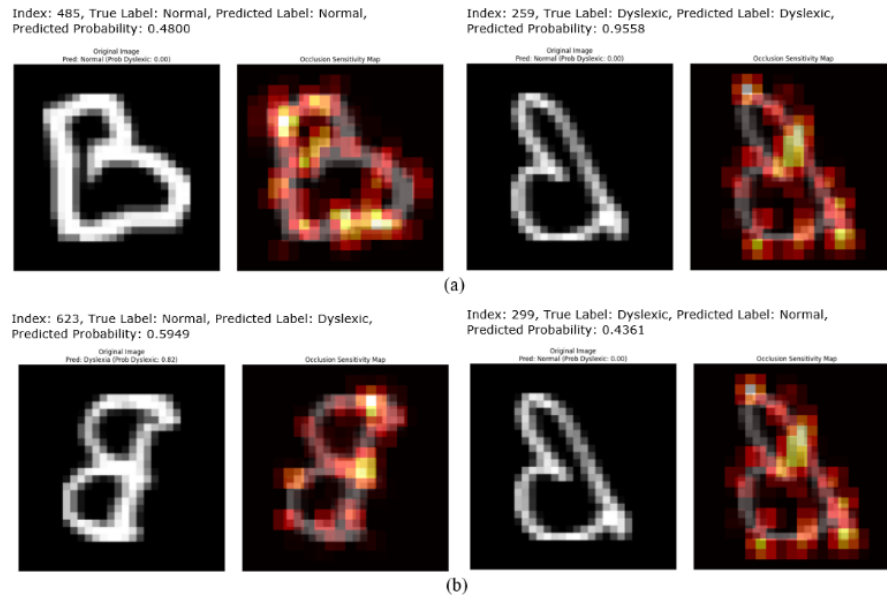 Index: 485, True Label: Normal, Predicted Label: Normal,
Predicted Probability: 0.4800
Original Image
Pred: Normal (Prob Dyslexic: 0.00)
Occlusion Sensitivity Map
Index: 259, True Label: Dyslexic, Predicted Label: Dyslexic,
Predicted Probability: 0.9558
Original Image
Pred: Normal (Prob Dyslexic: 0.00)
Occlusion Sensitivity Map
(a)
Index: 623, True Label: Normal, Predicted Label: Dyslexic,
Predicted Probability: 0.5949
Original Image
Pred: Dyslexia (Prob Dyslexic: 0.82)
Occlusion Sensitivity Map
Index: 299, True Label: Dyslexic, Predicted Label: Normal,
Predicted Probability: 0.4361
Original Image
Pred: Normal (Prob Dyslexic: 0.00)
Occlusion Sensitivity Map
(b)